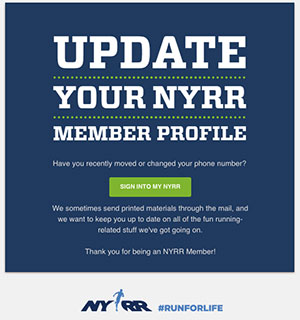 UPDATE
YOUR NYRR
MEMBER PROFILE
Have you recently moved or changed your phone number?
SIGN INTO MY NYRR
We sometimes send printed materials through the mail, and
we want to keep you up to date on all of the fun running-
related stuff we've got going on.
Thank you for being an NYRR Member!
NYRR #RUNFORLIFE